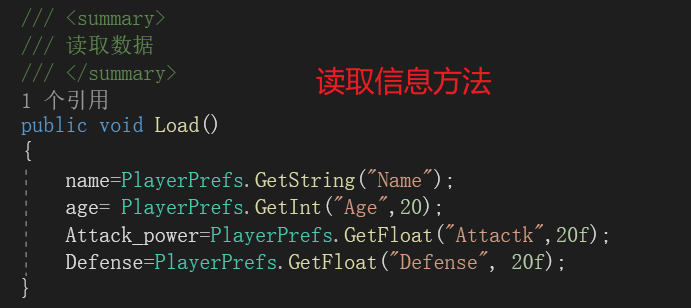 /// <summary>
/// 读取数据
/// </summary>
读取信息方法
1 个引用
public void Load()
{
name=PlayerPrefs.GetString("Name");
age= PlayerPrefs.GetInt("Age",20);
Attack_power=PlayerPrefs.GetFloat("Attactk",20f);
Defense=PlayerPrefs.GetFloat("Defense", 20f);
}